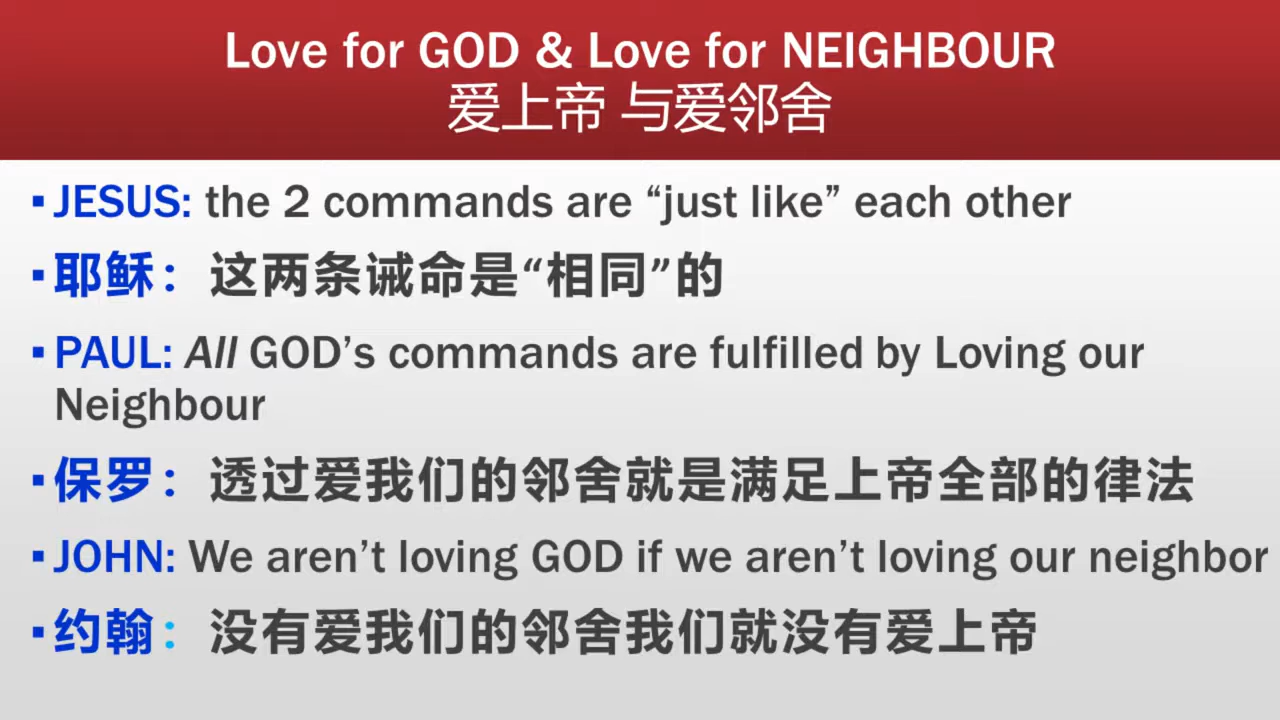 Love for GOD & Love for NEIGHBOUR
爱上帝 与爱邻舍
▪ JESUS: the 2 commands are “just like” each other
▪ 耶稣： 这两条诫命是“相同”的
▪ PAUL: All GOD’s commands are fulfilled by Loving our
Neighbour
▪ 保罗： 透过爱我们的邻舍就是满足上帝全部的律法
▪ JOHN: We aren’t loving GOD if we aren’t loving our neighbor
▪ 约翰： 没有爱我们的邻舍我们就没有爱上帝